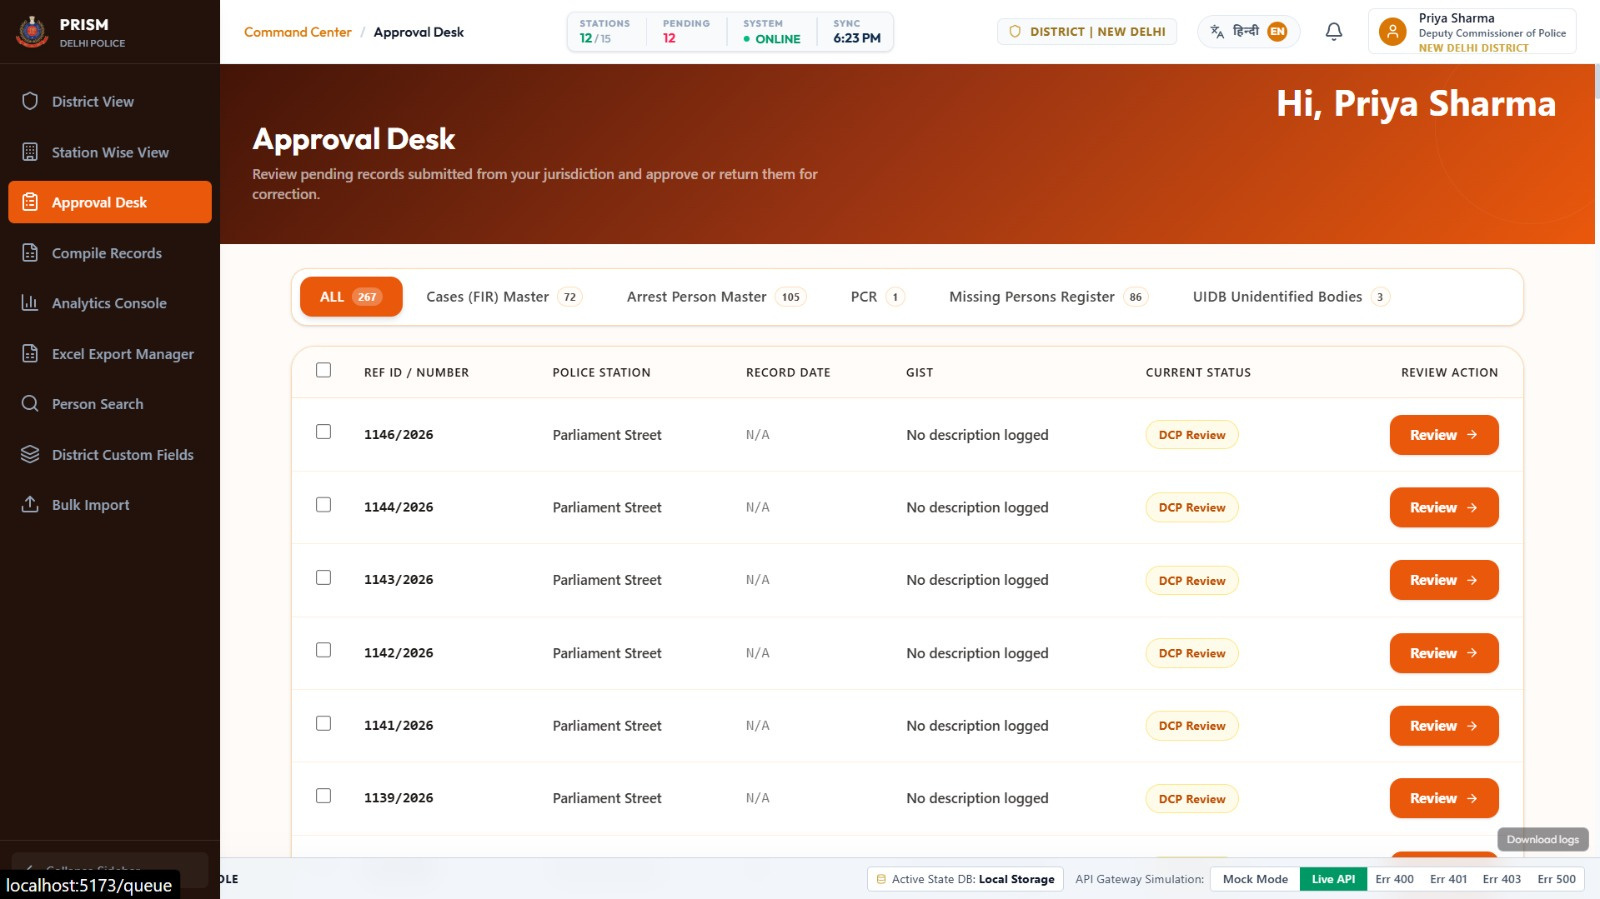 PRISM
DELHI POLICE
Command Center / Approval Desk
STATIONS
12/15
PENDING
12
SYSTEM
ONLINE
SYNC
6:23 PM
DISTRICT | NEW DELHI
हिन्दी EN
Priya Sharma
Deputy Commissioner of Police
NEW DELHI DISTRICT
District View
Station Wise View
Approval Desk
Compile Records
Analytics Console
Excel Export Manager
Person Search
District Custom Fields
Bulk Import
Hi, Priya Sharma
Approval Desk
Review pending records submitted from your jurisdiction and approve or return them for
correction.
ALL 267 Cases (FIR) Master 72 Arrest Person Master 105 PCR 1 Missing Persons Register 86 UIDB Unidentified Bodies 3
REF ID / NUMBER POLICE STATION RECORD DATE GIST CURRENT STATUS REVIEW ACTION
1146/2026 Parliament Street N/A No description logged DCP Review Review →
1144/2026 Parliament Street N/A No description logged DCP Review Review →
1143/2026 Parliament Street N/A No description logged DCP Review Review →
1142/2026 Parliament Street N/A No description logged DCP Review Review →
1141/2026 Parliament Street N/A No description logged DCP Review Review →
1139/2026 Parliament Street N/A No description logged DCP Review Review →
Download logs
localhost:5173/queue
Active State DB: Local Storage API Gateway Simulation: Mock Mode Live API Err 400 Err 401 Err 403 Err 500